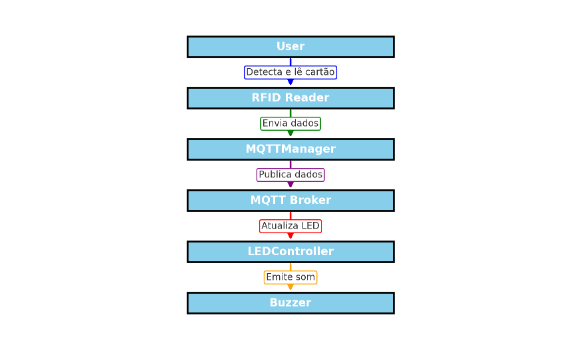 User
Detecta e lê cartão
RFID Reader
Envia dados
MQTTManager
Publica dados
MQTT Broker
Atualiza LED
LEDController
Emite som
Buzzer